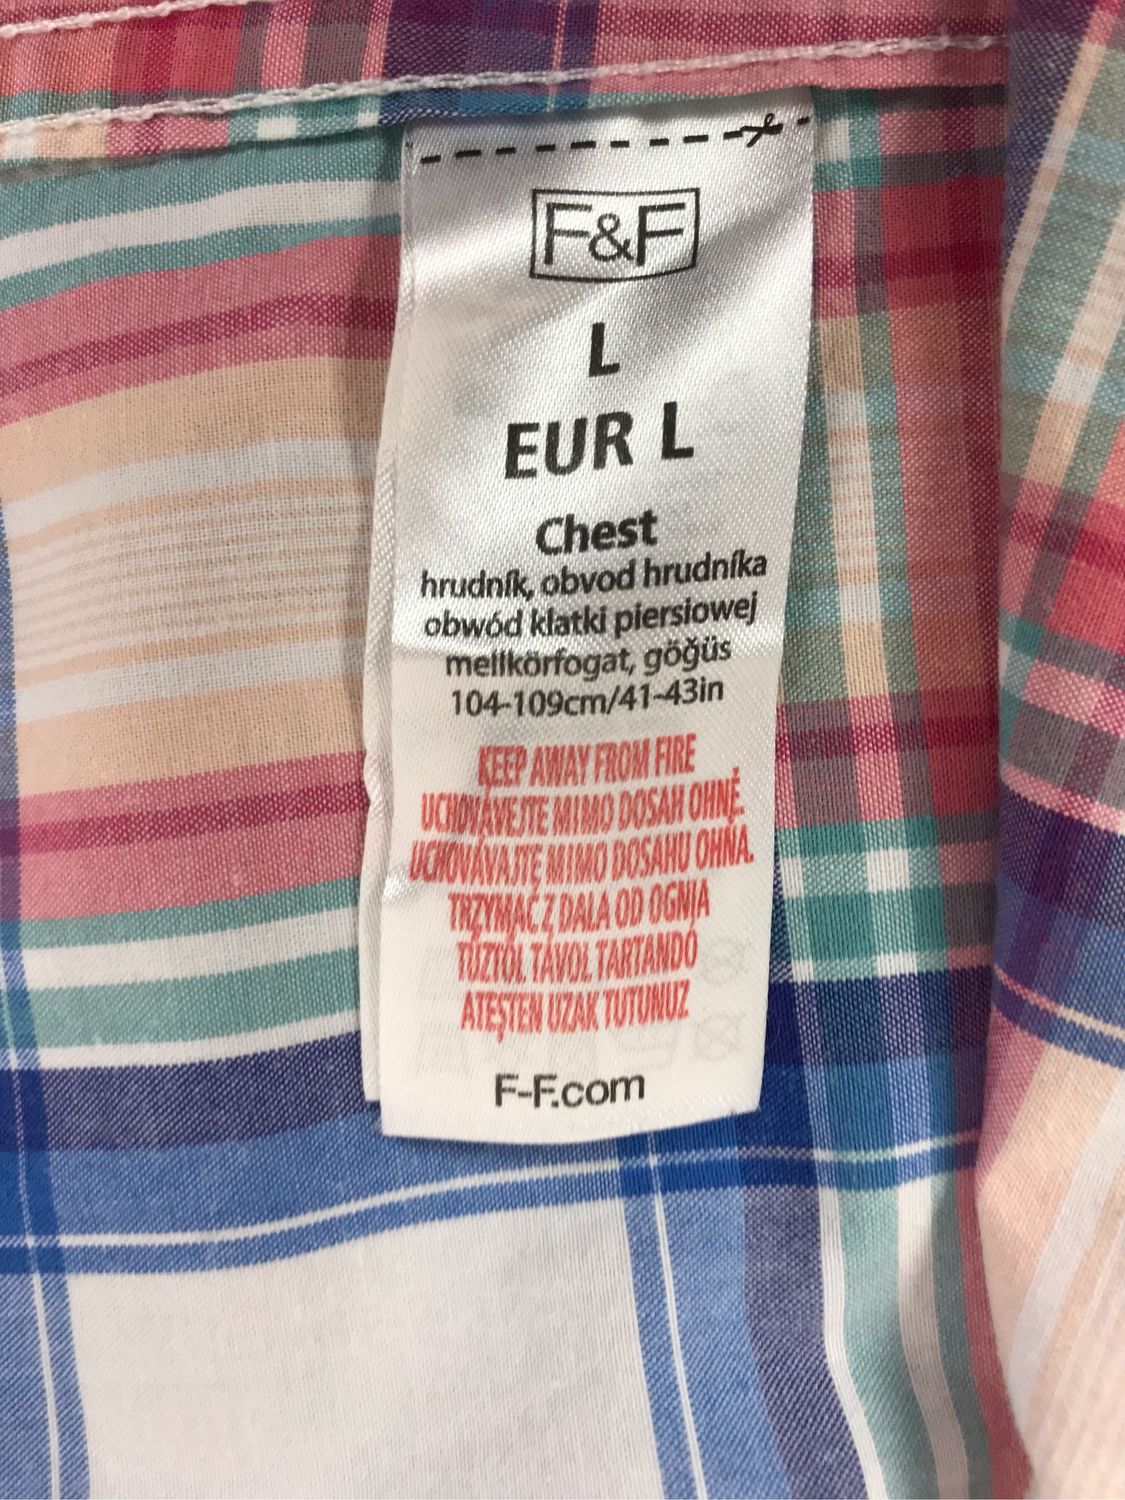 F&F
L
EUR L
Chest
hrudník, obvod hrudníka
obwód klatki piersiowej
mellkörfogat, göğüs
104-109cm/41-43in
KEEP AWAY FROM FIRE
UCHOVÁVEJTE MIMO DOSAH OHNĚ.
UCHOVÁVAJTE MIMO DOSAHU OHŇA.
TRZYMAĆ Z DALA OD OGNIA
TŰZTŐL TÁVOL TARTANDÓ
ATEŞTEN UZAK TUTUNUZ
F-F.com